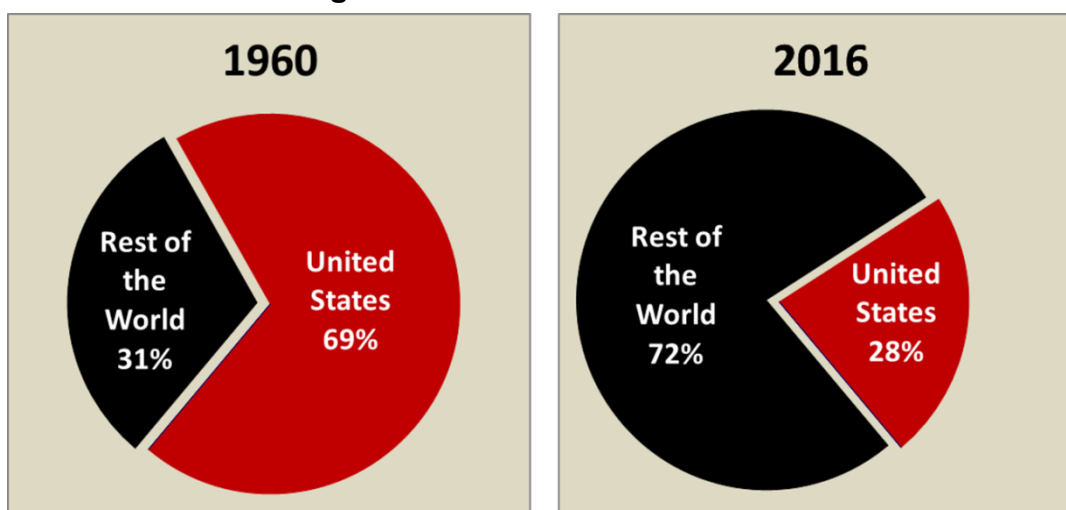 1960
Rest of
the
World
31%
United
States
69%
2016
Rest of
the
World
72%
United
States
28%